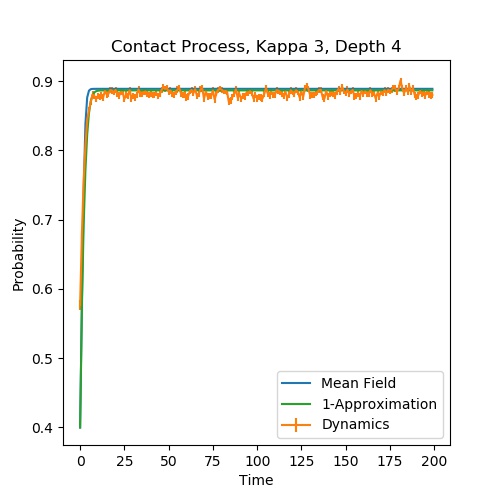 Contact Process, Kappa 3, Depth 4
Probability
0.9
0.8
0.7
0.6
0.5
0.4
Mean Field
1-Approximation
Dynamics
0 25 50 75 100 125 150 175 200
Time